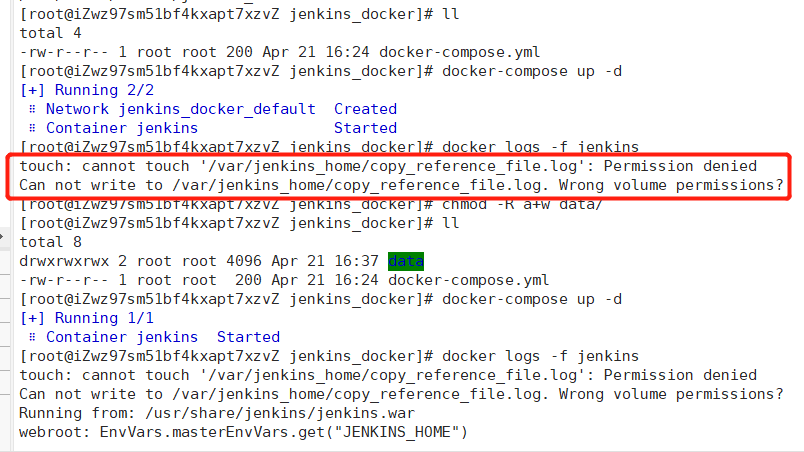 [root@iZwz97sm51bf4kxapt7xzvZ jenkins_docker]# ll
total 4
-rw-r--r-- 1 root root 200 Apr 21 16:24 docker-compose.yml
[root@iZwz97sm51bf4kxapt7xzvZ jenkins_docker]# docker-compose up -d
[+] Running 2/2
⠿ Network jenkins_docker_default  Created
⠿ Container jenkins               Started
[root@iZwz97sm51bf4kxapt7xzvZ jenkins_docker]# docker logs -f jenkins
touch: cannot touch '/var/jenkins_home/copy_reference_file.log': Permission denied
Can not write to /var/jenkins_home/copy_reference_file.log. Wrong volume permissions?
[root@iZwz97sm51bf4kxapt7xzvZ jenkins_docker]# chmod -R a+w data/
[root@iZwz97sm51bf4kxapt7xzvZ jenkins_docker]# ll
total 8
drwxrwxrwx 2 root root 4096 Apr 21 16:37 data
-rw-r--r-- 1 root root  200 Apr 21 16:24 docker-compose.yml
[root@iZwz97sm51bf4kxapt7xzvZ jenkins_docker]# docker-compose up -d
[+] Running 1/1
⠿ Container jenkins  Started
[root@iZwz97sm51bf4kxapt7xzvZ jenkins_docker]# docker logs -f jenkins
touch: cannot touch '/var/jenkins_home/copy_reference_file.log': Permission denied
Can not write to /var/jenkins_home/copy_reference_file.log. Wrong volume permissions?
Running from: /usr/share/jenkins/jenkins.war
webroot: EnvVars.masterEnvVars.get("JENKINS_HOME")